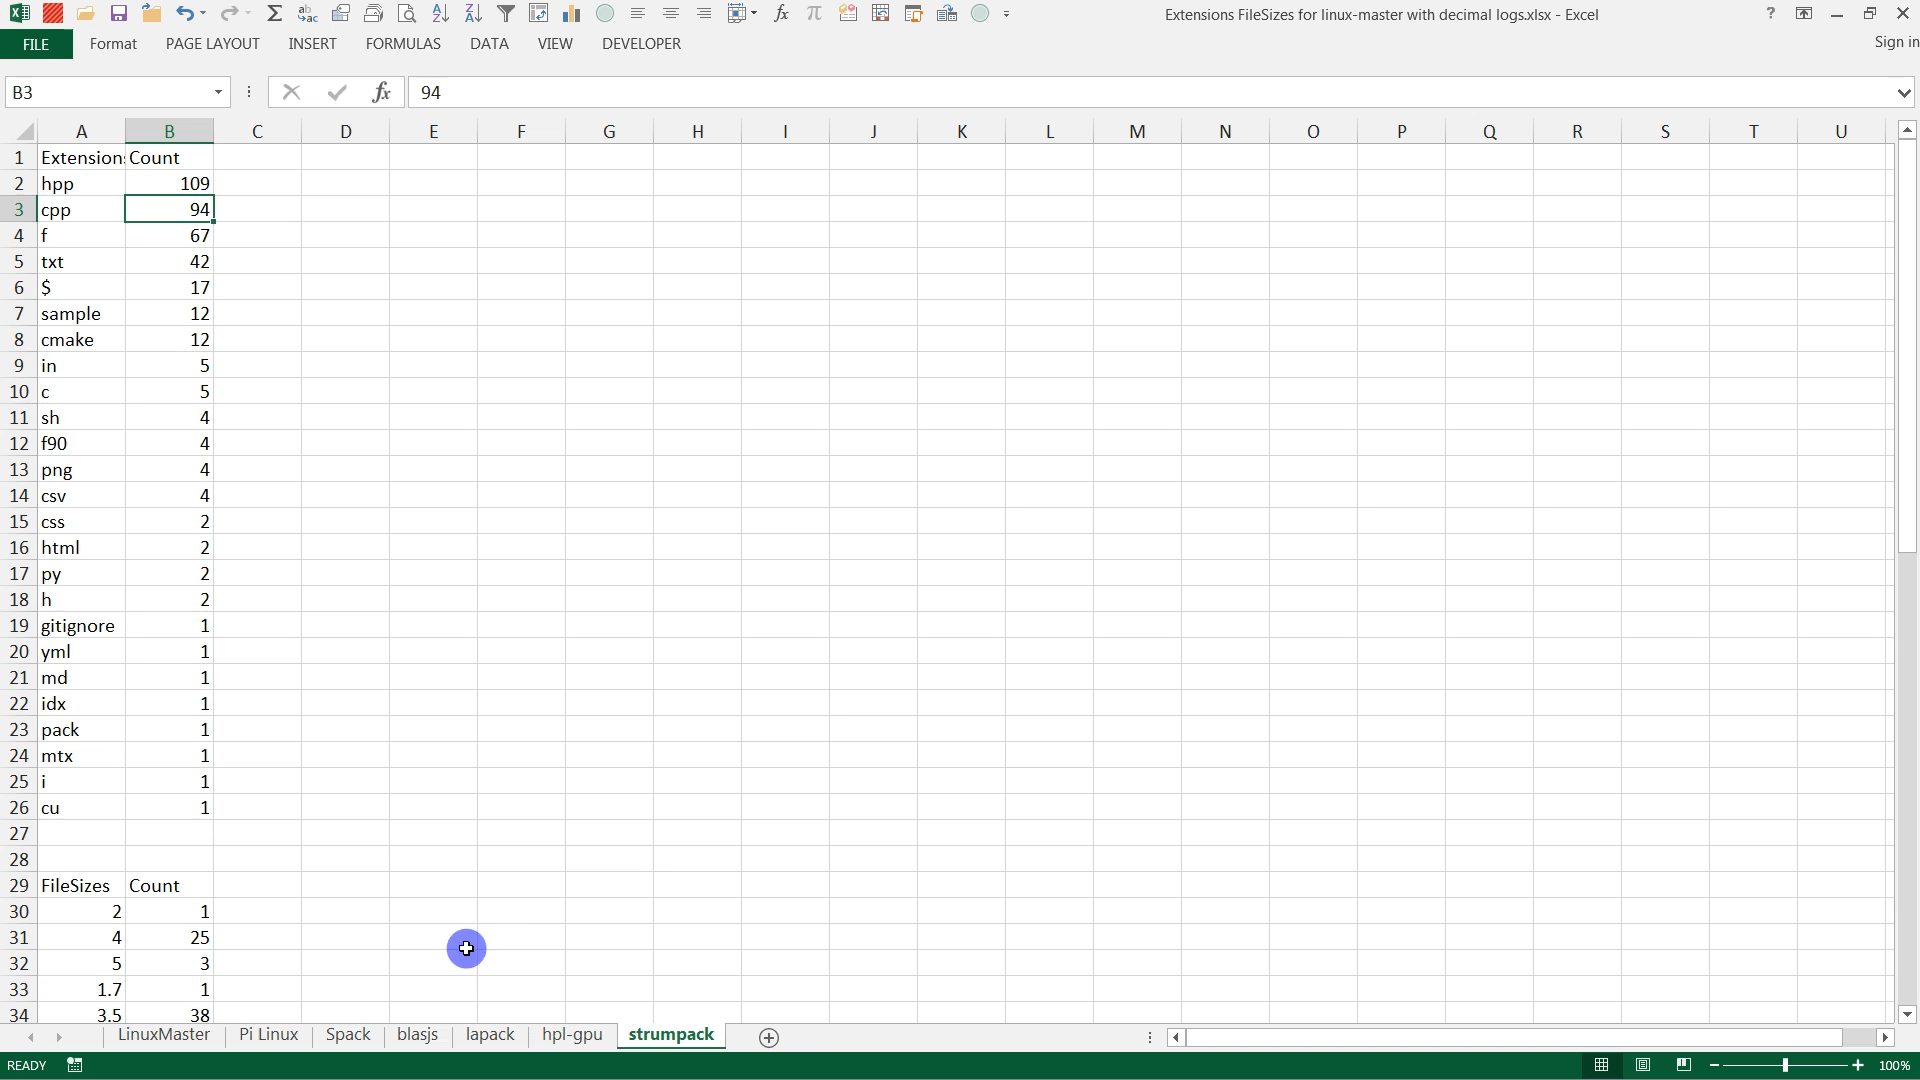 Extensions FileSizes for linux-master with decimal logs.xlsx - Excel
FILE Format PAGE LAYOUT INSERT FORMULAS DATA VIEW DEVELOPER Sign in
B3 fx 94
A B C D E F G H I J K L M N O P Q R S T U
1 Extension: Count
2 hpp 109
3 cpp 94
4 f 67
5 txt 42
6 $ 17
7 sample 12
8 cmake 12
9 in 5
10 c 5
11 sh 4
12 f90 4
13 png 4
14 csv 4
15 css 2
16 html 2
17 py 2
18 h 2
19 gitignore 1
20 yml 1
21 md 1
22 idx 1
23 pack 1
24 mtx 1
25 i 1
26 cu 1
27
28
29 FileSizes Count
30 2 1
31 4 25
32 5 3
33 1.7 1
34 3.5 38
LinuxMaster Pi Linux Spack blasjs lapack hpl-gpu strumpack
READY 100%